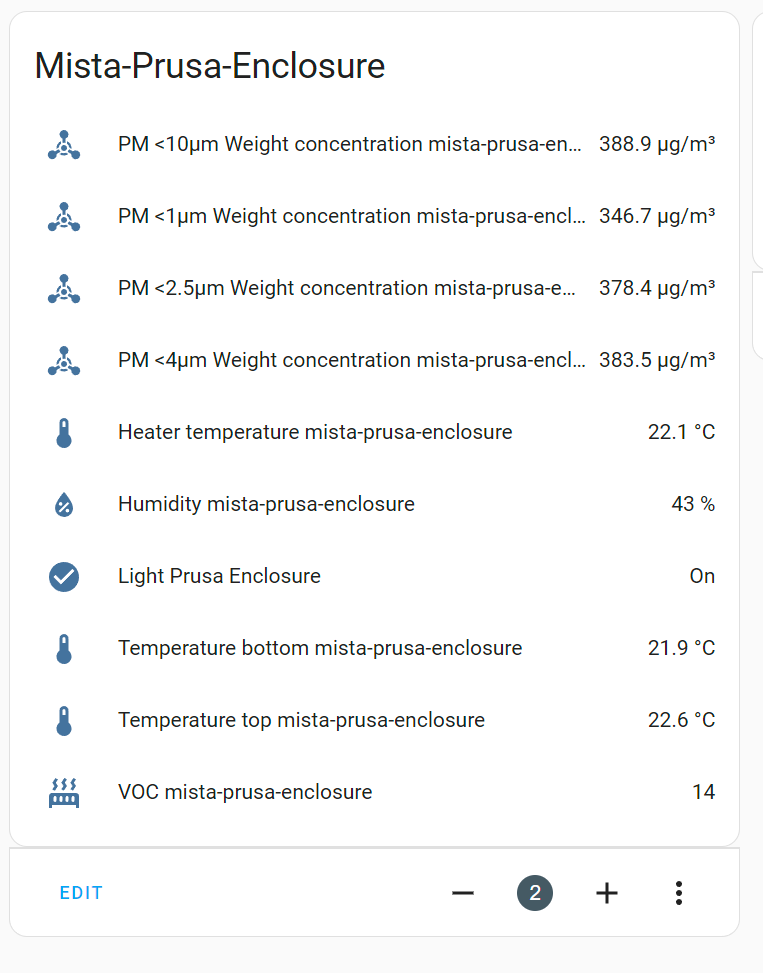 Mista-Prusa-Enclosure
PM <10µm Weight concentration mista-prusa-en... 388.9 µg/m³
PM <1µm Weight concentration mista-prusa-encl... 346.7 µg/m³
PM <2.5µm Weight concentration mista-prusa-e... 378.4 µg/m³
PM <4µm Weight concentration mista-prusa-encl... 383.5 µg/m³
Heater temperature mista-prusa-enclosure 22.1 °C
Humidity mista-prusa-enclosure 43 %
Light Prusa Enclosure On
Temperature bottom mista-prusa-enclosure 21.9 °C
Temperature top mista-prusa-enclosure 22.6 °C
VOC mista-prusa-enclosure 14
EDIT 2